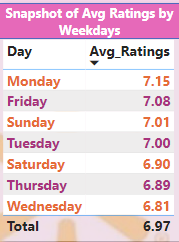 Snapshot of Avg Ratings by
Weekdays
Day Avg_Ratings
Monday 7.15
Friday 7.08
Sunday 7.01
Tuesday 7.00
Saturday 6.90
Thursday 6.89
Wednesday 6.81
Total 6.97